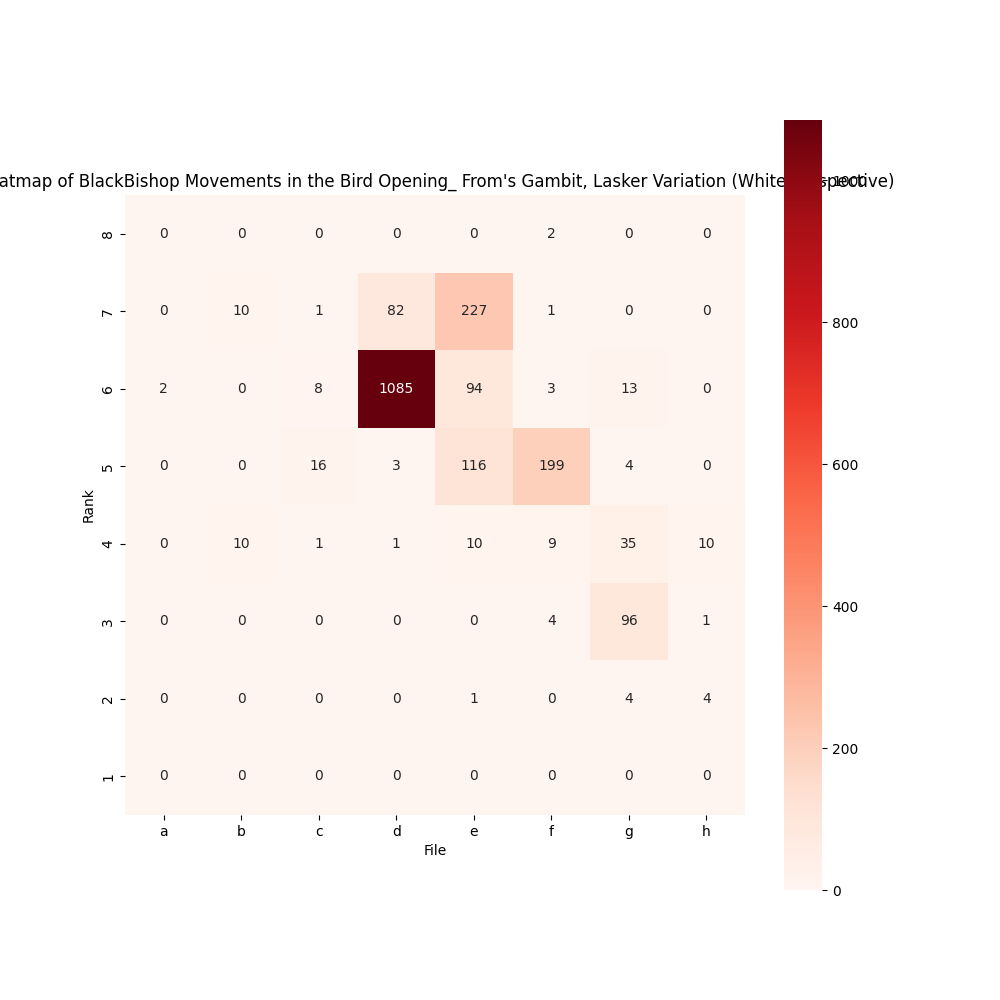 atmap of BlackBishop Movements in the Bird Opening_ From's Gambit, Lasker Variation (White Perspective)
1000
8 0 0 0 0 0 2 0 0
7 0 10 1 82 227 1 0 0
800
6 2 0 8 1085 94 3 13 0
600
5 0 0 16 3 116 199 4 0
Rank
4 0 10 1 1 10 9 35 10
400
3 0 0 0 0 0 4 96 1
2 0 0 0 0 1 0 4 4
200
1 0 0 0 0 0 0 0 0
a b c d e f g h
File
0